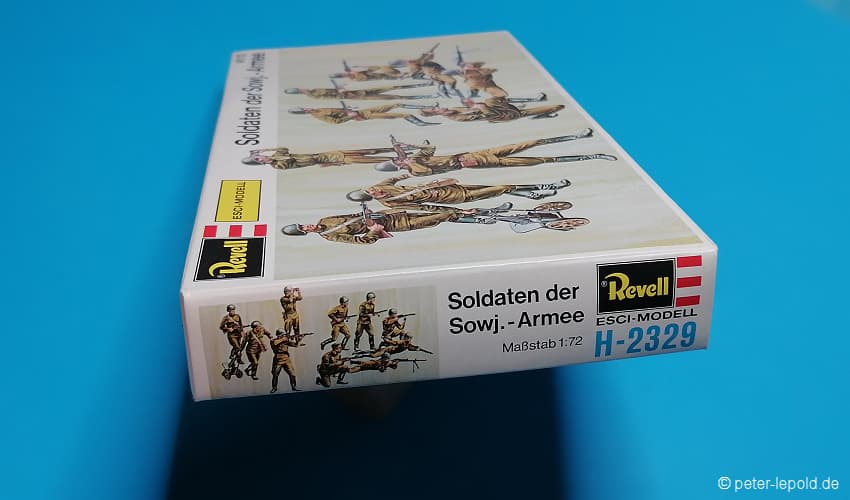 Soldaten der Sowj.-Armee
ESCI-MODELL
Revell
Soldaten der
Sowj.-Armee
Maßstab 1:72
® Revell
ESCI-MODELL
H-2329
© peter-lepold.de